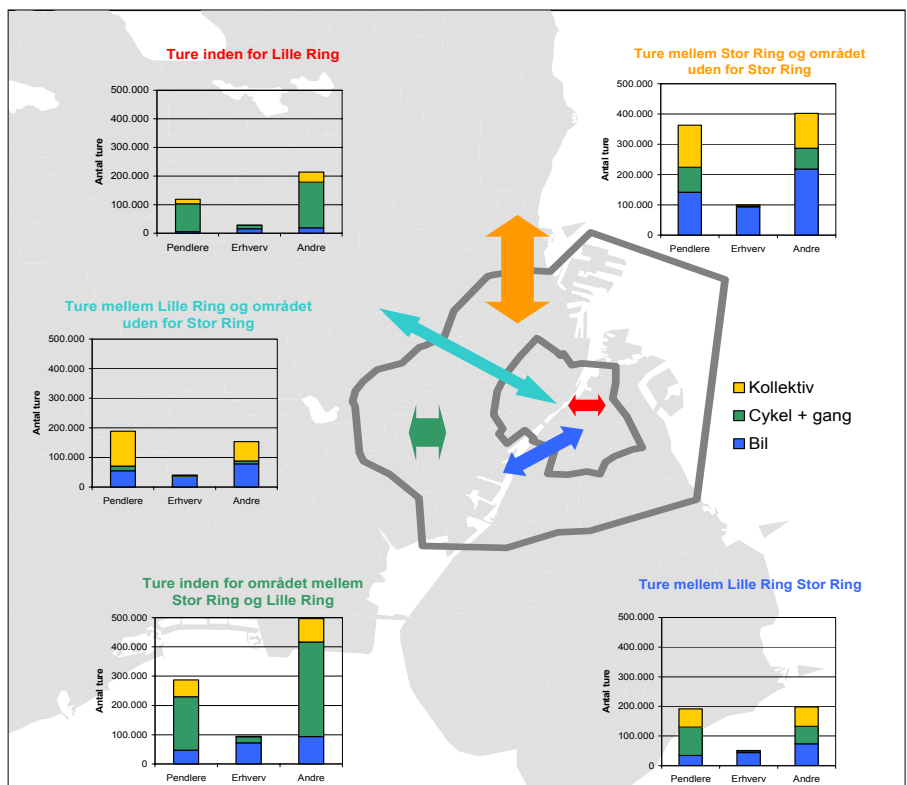 Ture inden for Lille Ring
500.000
400.000
300.000
200.000
100.000
0
Antal ture
Pendlere Erhverv Andre
Ture mellem Stor Ring og området
uden for Stor Ring
500.000
400.000
300.000
200.000
100.000
0
Antal ture
Pendlere Erhverv Andre
Ture mellem Lille Ring og området
uden for Stor Ring
500.000
400.000
300.000
200.000
100.000
0
Antal ture
Pendlere Erhverv Andre
Kollektiv
Cykel + gang
Bil
Ture inden for området mellem
Stor Ring og Lille Ring
500.000
400.000
300.000
200.000
100.000
0
Antal ture
Pendlere Erhverv Andre
Ture mellem Lille Ring Stor Ring
500.000
400.000
300.000
200.000
100.000
0
Antal ture
Pendlere Erhverv Andre